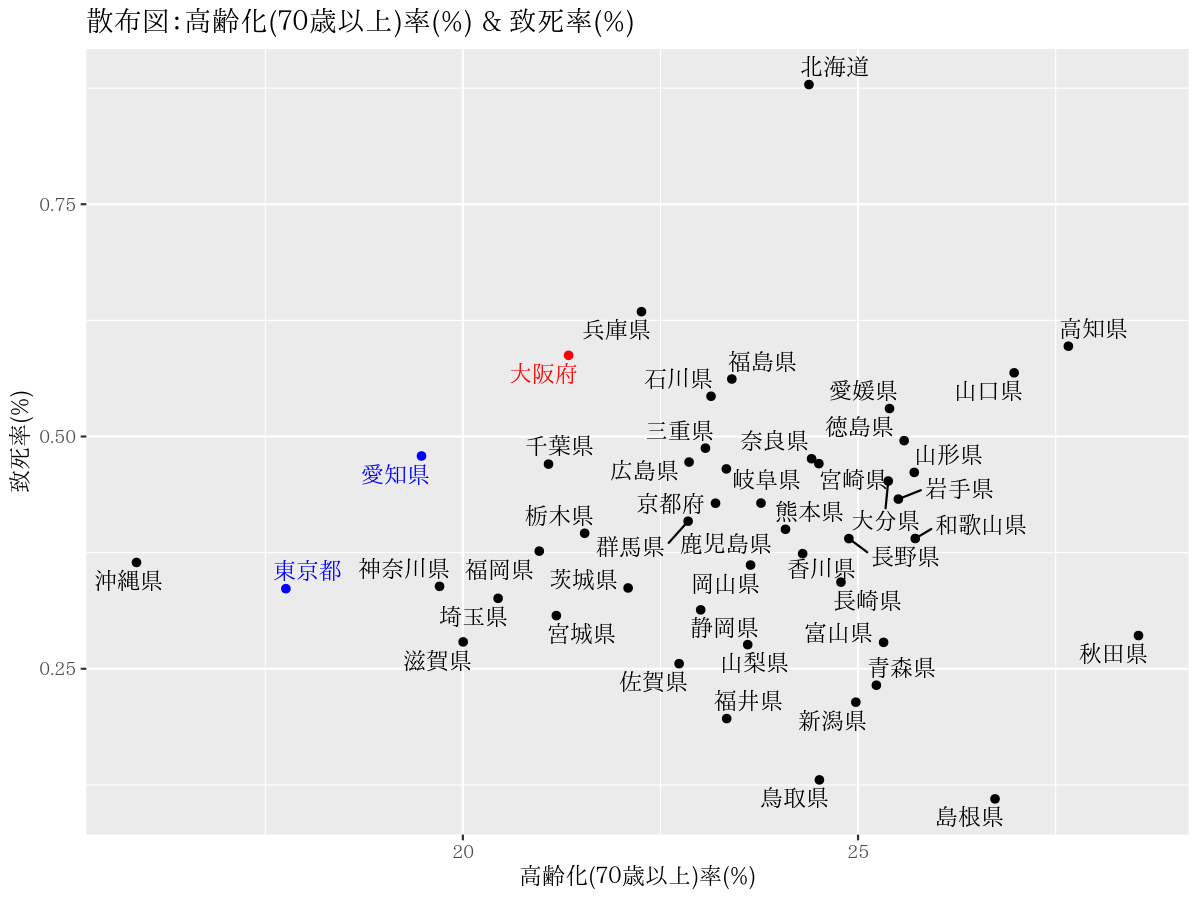 散布図:高齢化(70歳以上)率(%) & 致死率(%)
北海道
0.75
兵庫県
高知県
大阪府
福島県
石川県
山口県
愛媛県
徳島県
0.50
三重県
奈良県
千葉県
山形県
広島県
愛知県
岐阜県
宮崎県
岩手県
京都府
栃木県
熊本県
大分県
和歌山県
群馬県
鹿児島県
長野県
沖縄県
東京都
神奈川県
福岡県
茨城県
岡山県
香川県
長崎県
埼玉県
宮城県
静岡県
富山県
滋賀県
山梨県
秋田県
0.25
青森県
佐賀県
福井県
新潟県
鳥取県
島根県
20
25
高齢化(70歳以上)率(%)
致死率(%)